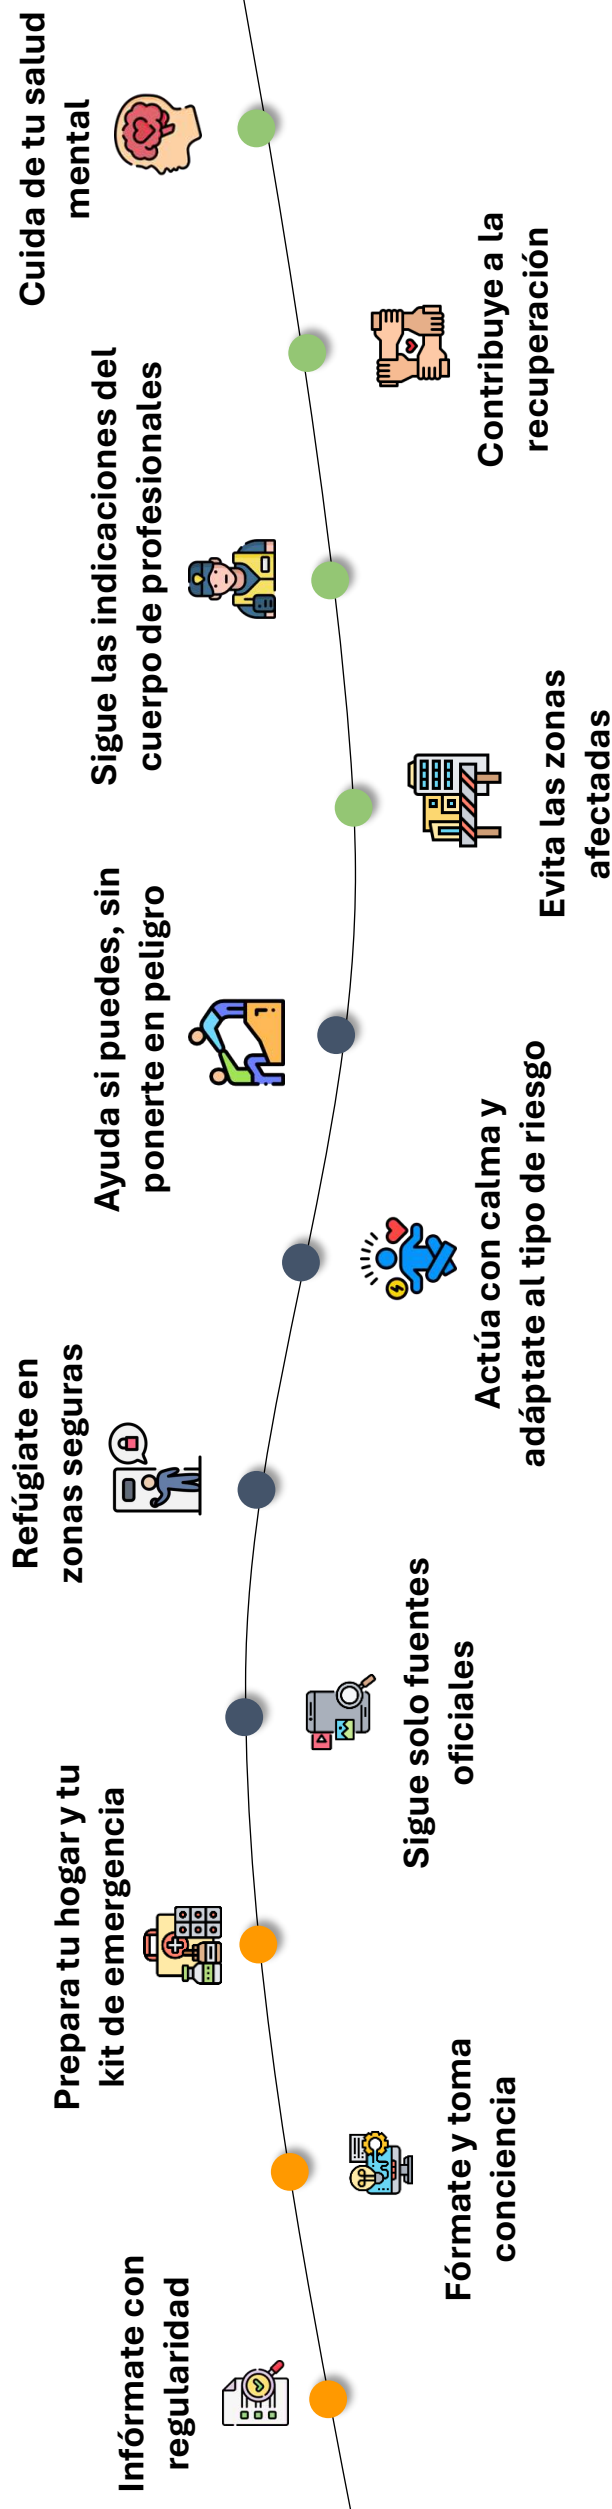 Infórmate con
regularidad
Fórmate y toma
conciencia
Prepara tu hogar y tu
kit de emergencia
Sigue solo fuentes
oficiales
Refúgiate en
zonas seguras
Actúa con calma y
adáptate al tipo de riesgo
Ayuda si puedes, sin
ponerte en peligro
Evita las zonas
afectadas
Sigue las indicaciones del
cuerpo de profesionales
Contribuye a la
recuperación
Cuida de tu salud
mental